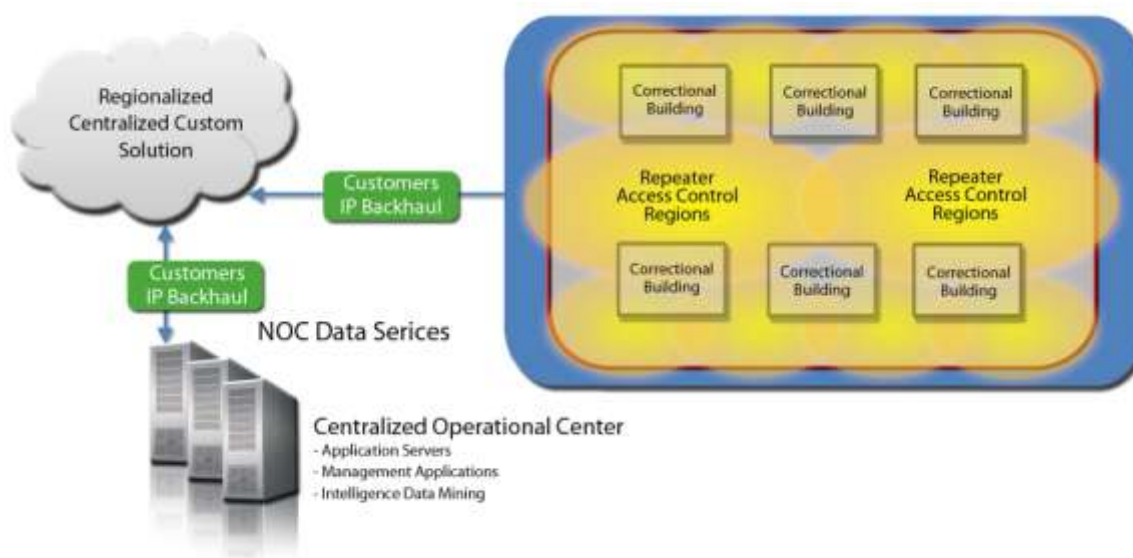 Regionalized
Centralized Custom
Solution
Customers
IP Backhaul
Customers
IP Backhaul
NOC Data Serices
Centralized Operational Center
- Application Servers
- Management Applications
- Intelligence Data Mining
Correctional
Building
Correctional
Building
Correctional
Building
Repeater
Access Control
Regions
Repeater
Access Control
Regions
Correctional
Building
Correctional
Building
Correctional
Building